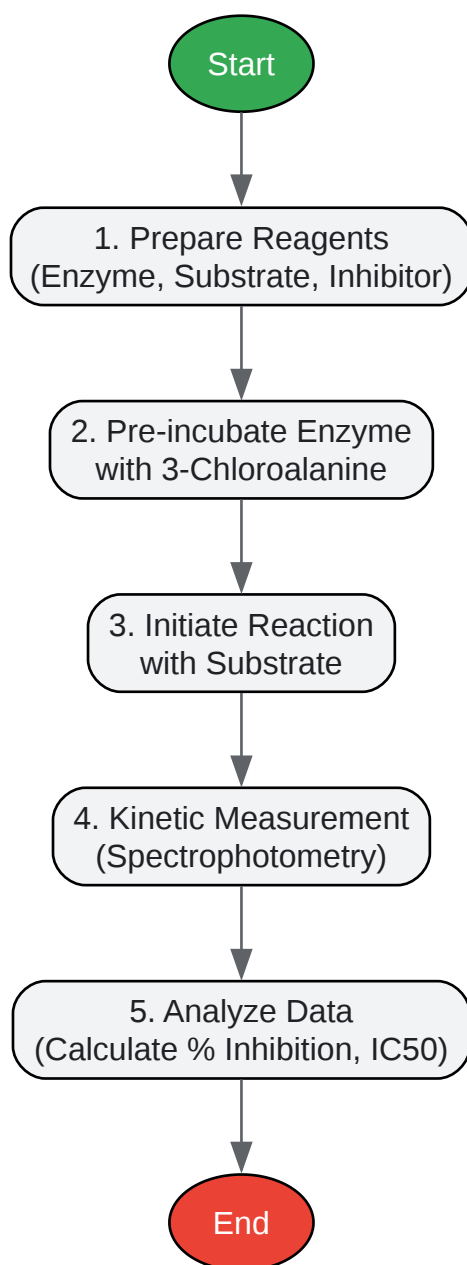 Start
1. Prepare Reagents
(Enzyme, Substrate, Inhibitor)
2. Pre-incubate Enzyme
with 3-Chloroalanine
3. Initiate Reaction
with Substrate
4. Kinetic Measurement
(Spectrophotometry)
5. Analyze Data
(Calculate % Inhibition, IC50)
End